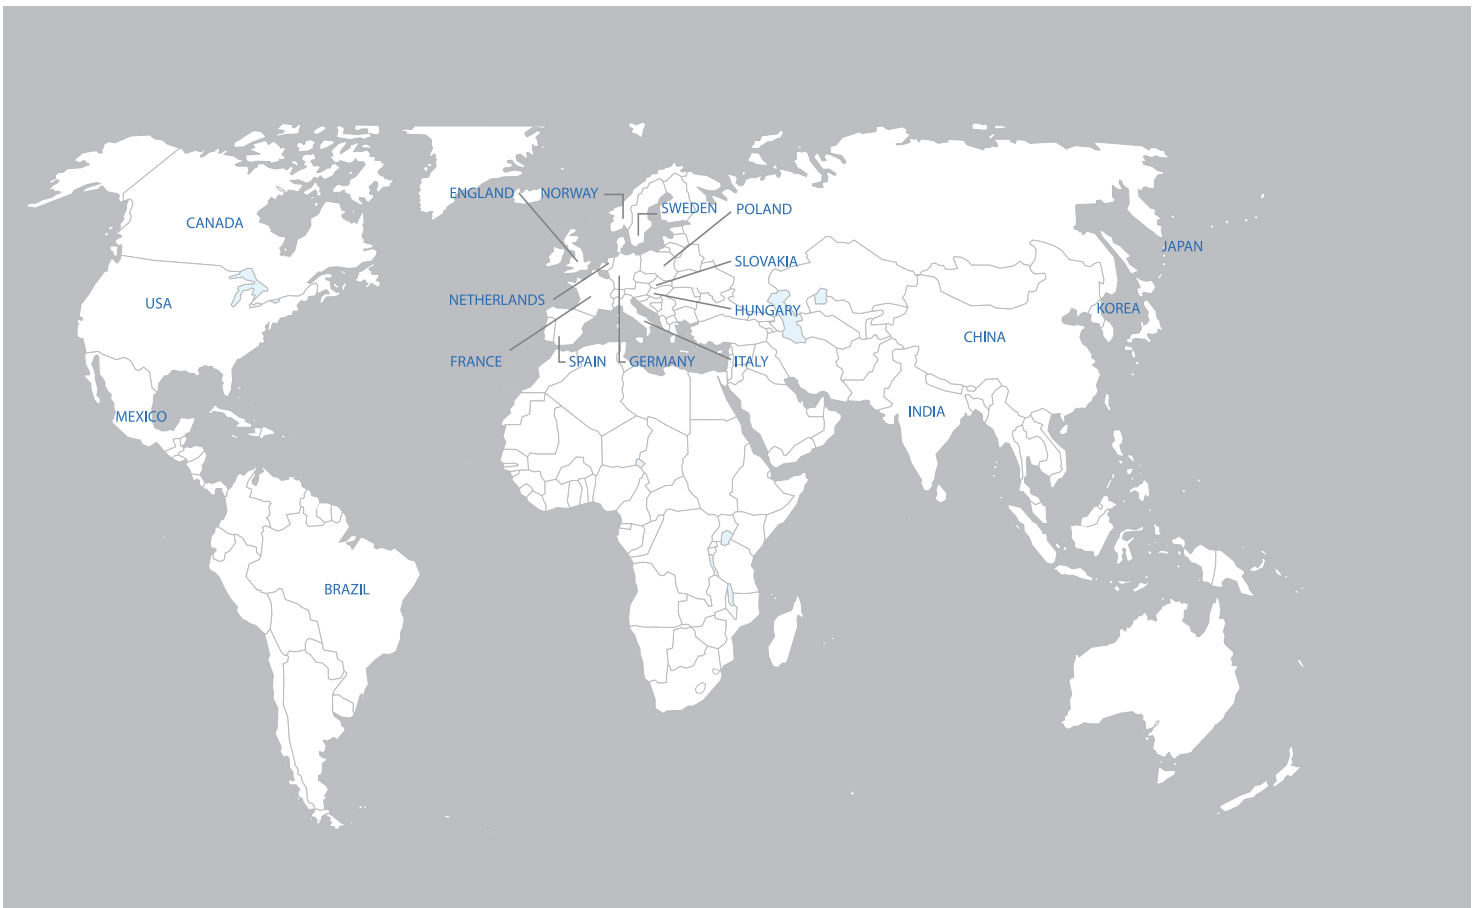 ENGLAND
NORWAY
SWEDEN
POLAND
CANADA
JAPAN
SLOVAKIA
NETHERLANDS
USA
HUNGARY
KOREA
CHINA
FRANCE
SPAIN
GERMANY
ITALY
INDIA
MEXICO
BRAZIL